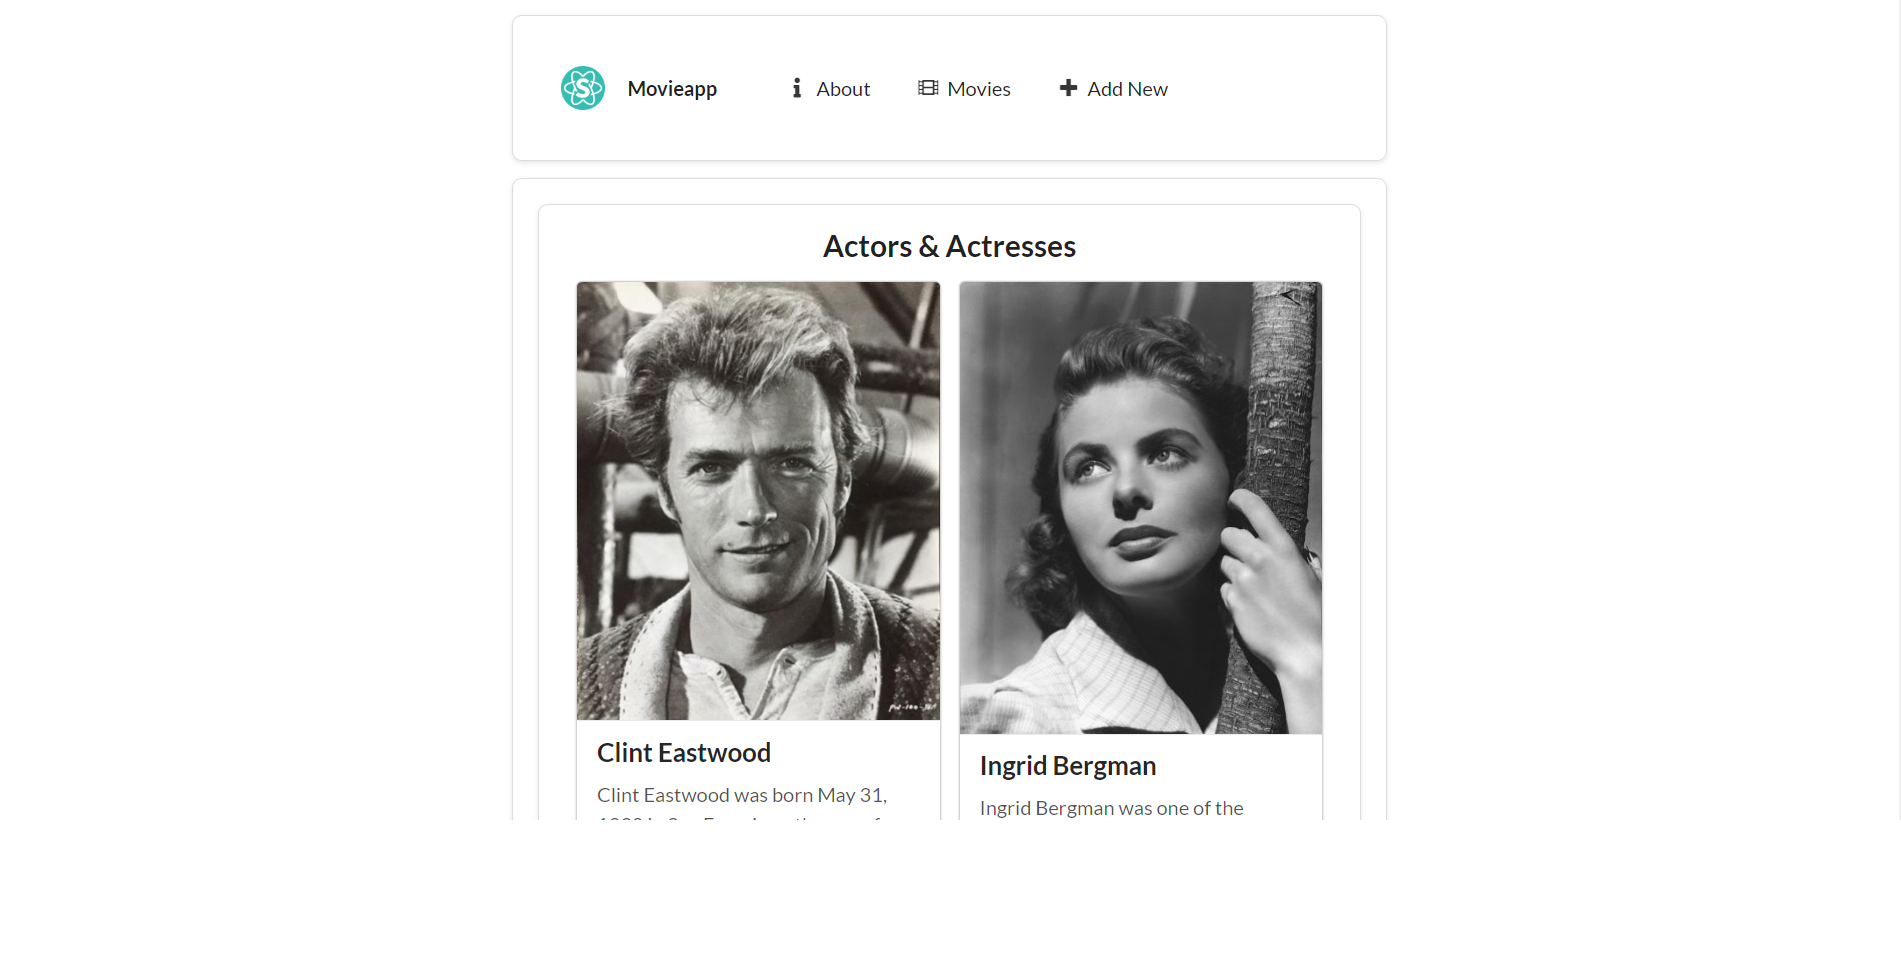 S
Movieapp
About
Movies
Add New
Actors & Actresses
Clint Eastwood
Clint Eastwood was born May 31,
Ingrid Bergman
Ingrid Bergman was one of the